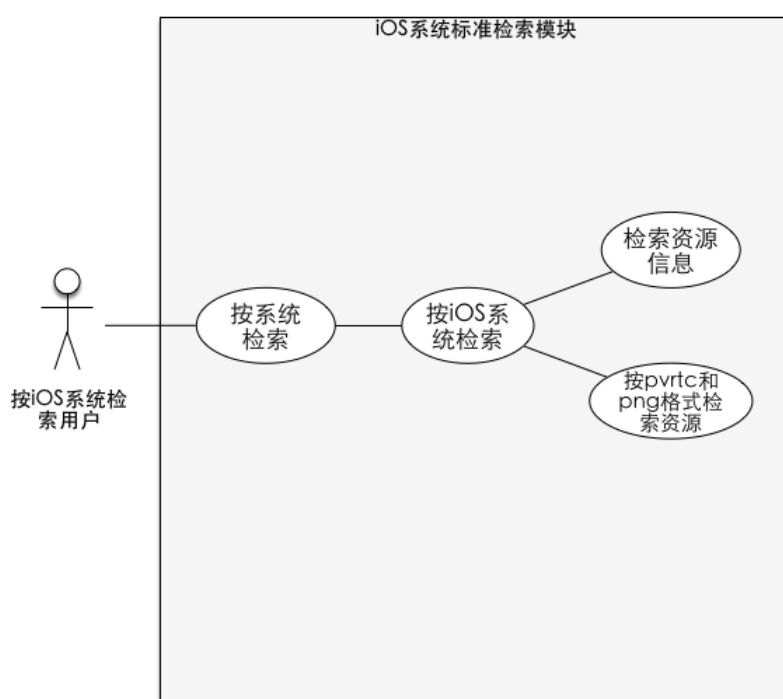 iOS系统标准检索模块
检索资源
信息
按系统
检索
按iOS系
统检索
按pvrtc和
png格式检
索资源
按iOS系统检
索用户